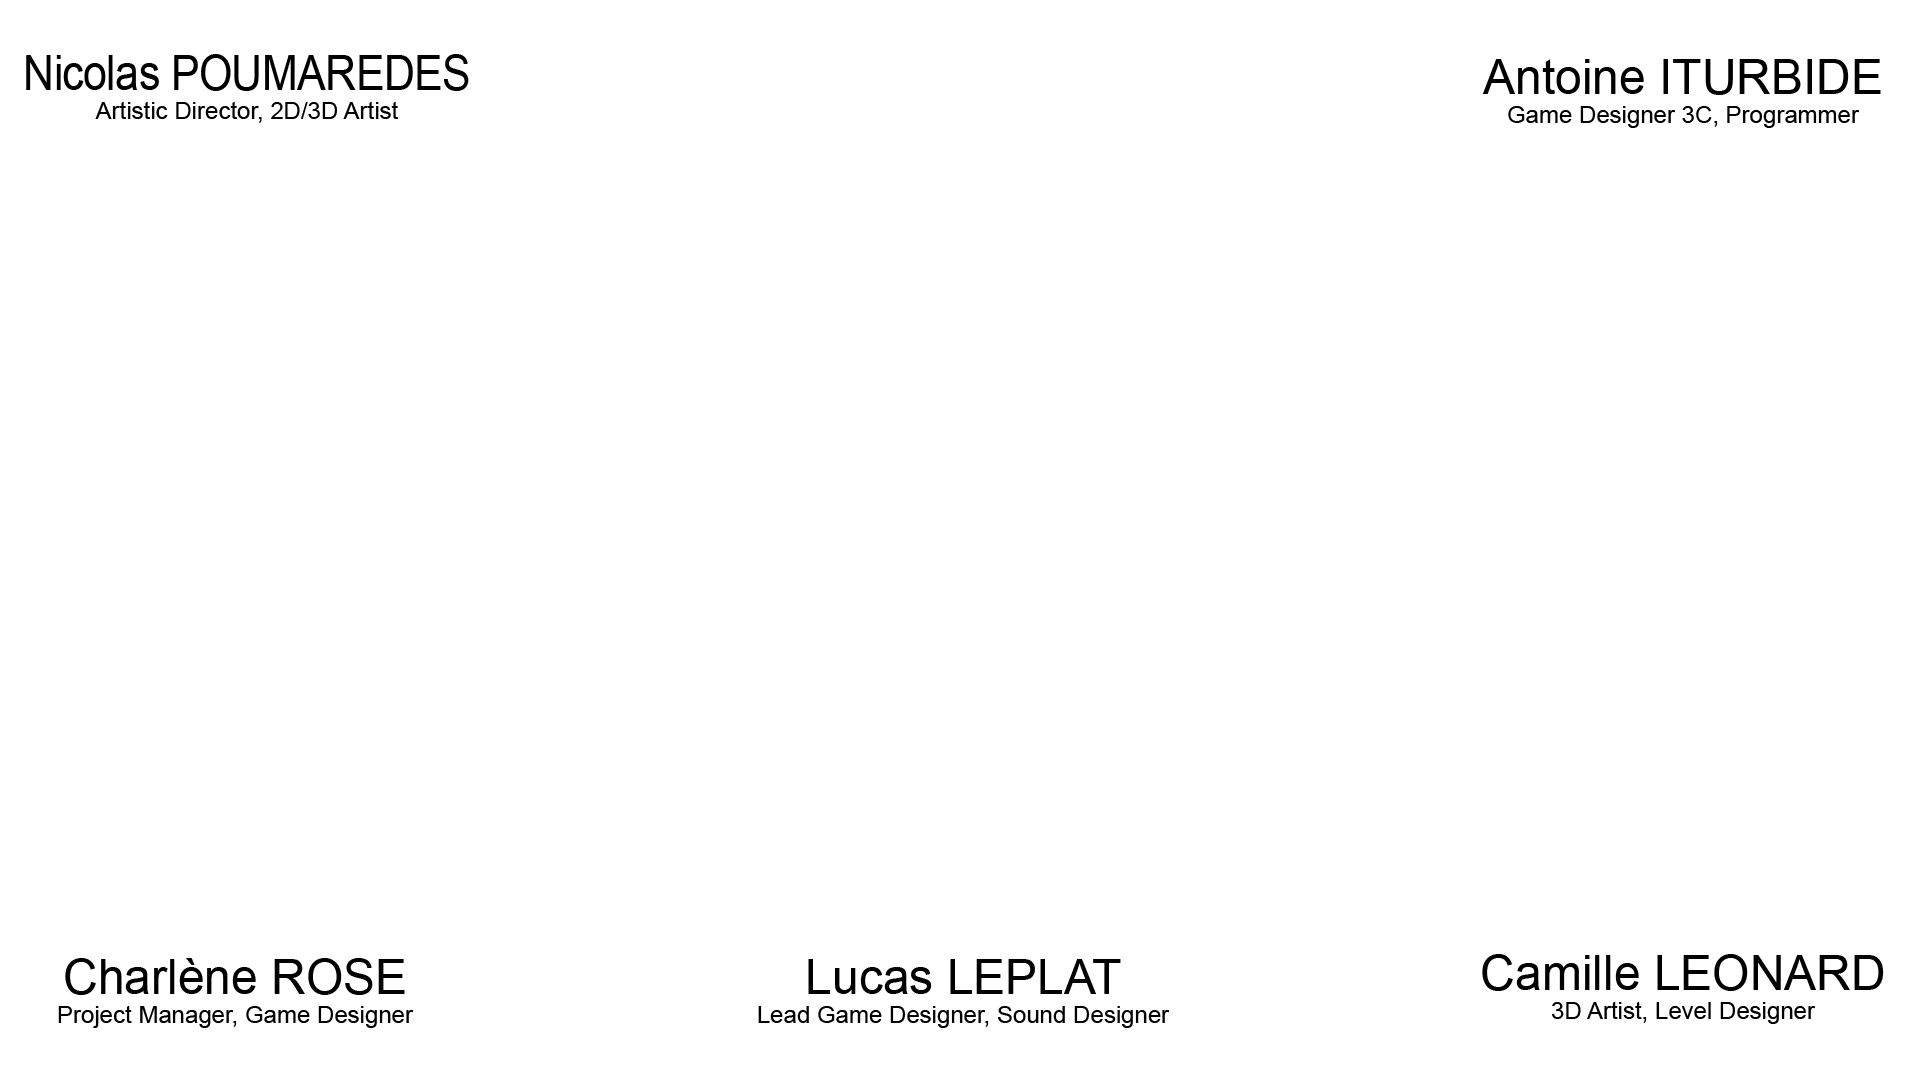 Nicolas POUMAREDES
Artistic Director, 2D/3D Artist
Antoine ITURBIDE
Game Designer 3C, Programmer
Charlène ROSE
Project Manager, Game Designer
Lucas LEPLAT
Lead Game Designer, Sound Designer
Camille LEONARD
3D Artist, Level Designer